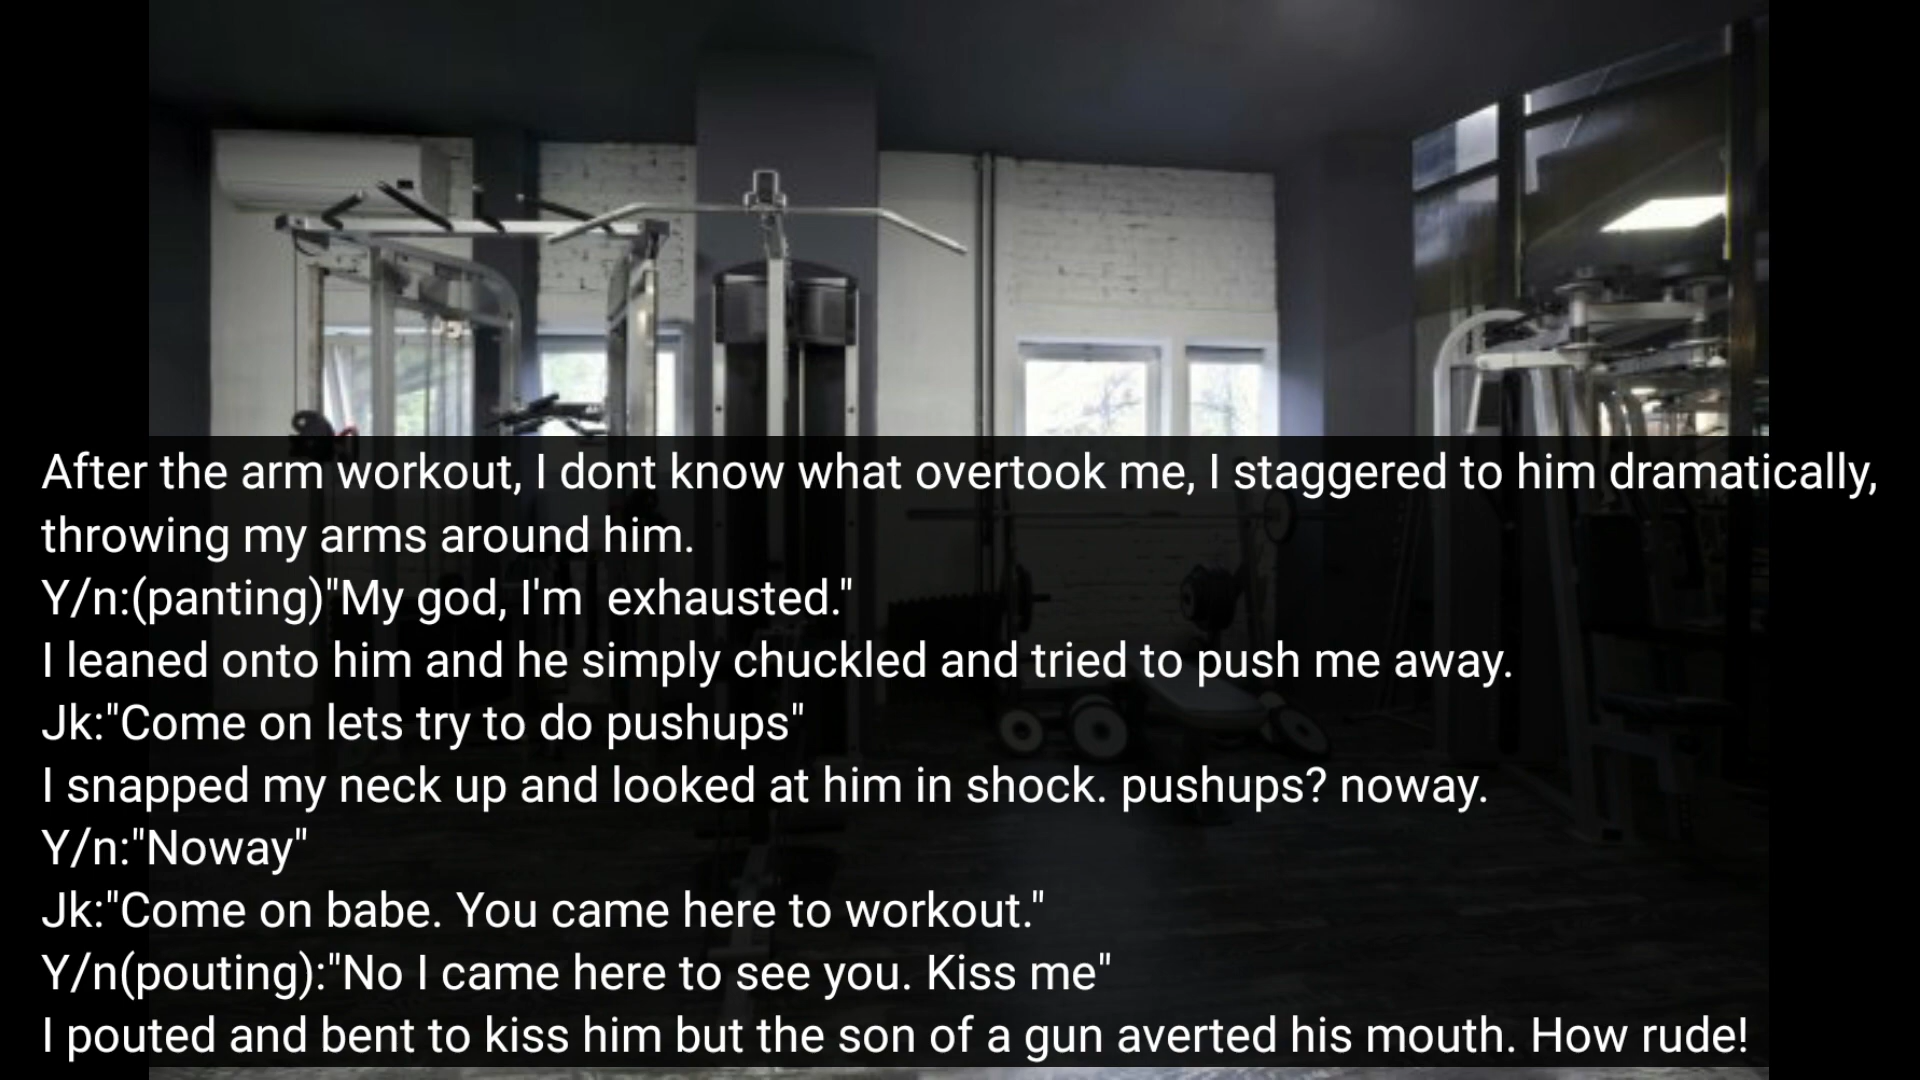 After the arm workout, I dont know what overtook me, I staggered to him dramatically,
throwing my arms around him.
Y/n:(panting)"My god, I'm  exhausted."
I leaned onto him and he simply chuckled and tried to push me away.
Jk:"Come on lets try to do pushups"
I snapped my neck up and looked at him in shock. pushups? noway.
Y/n:"Noway"
Jk:"Come on babe. You came here to workout."
Y/n(pouting):"No I came here to see you. Kiss me"
I pouted and bent to kiss him but the son of a gun averted his mouth. How rude!